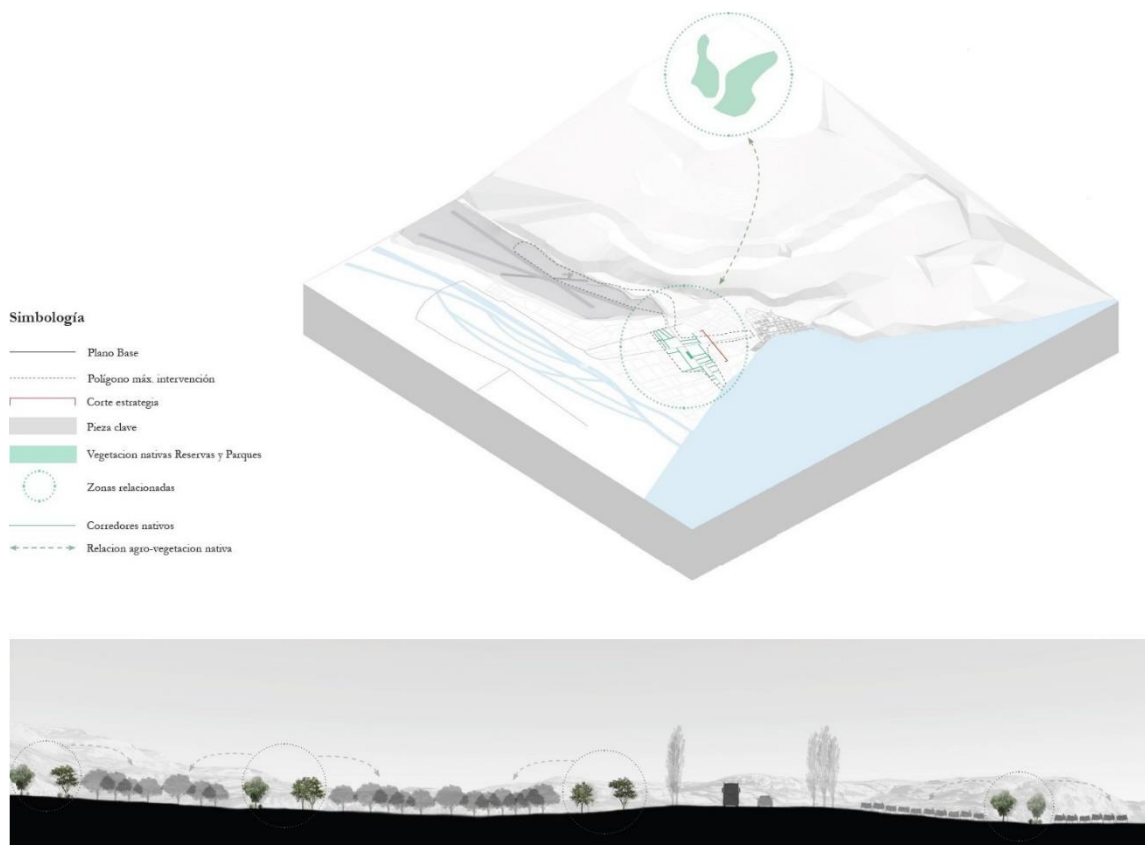 Simbología
Plano Base
Polígono máx. intervención
Corte estrategia
Pieza clave
Vegetacion nativas Reservas y Parques
Zonas relacionadas
Corredores nativos
Relacion agro-vegetacion nativa